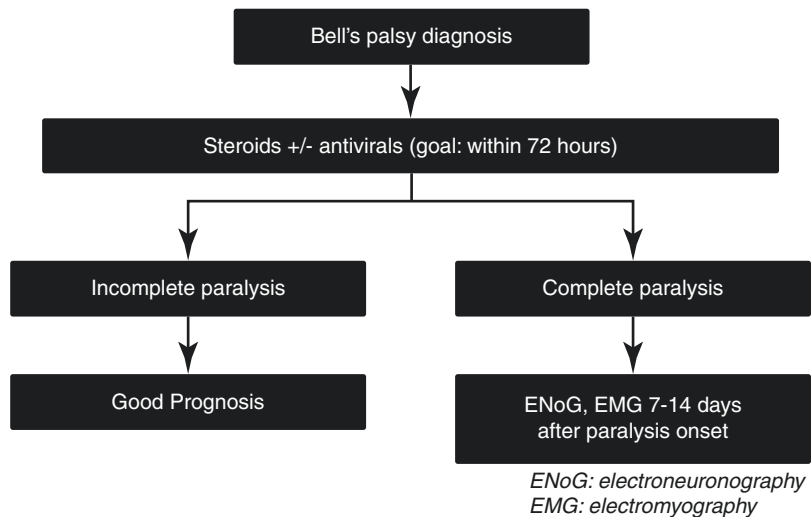 Bell's palsy diagnosis
Steroids +/- antivirals (goal: within 72 hours)
Incomplete paralysis
Complete paralysis
Good Prognosis
ENoG, EMG 7-14 days
after paralysis onset
ENoG: electroneuronography
EMG: electromyography